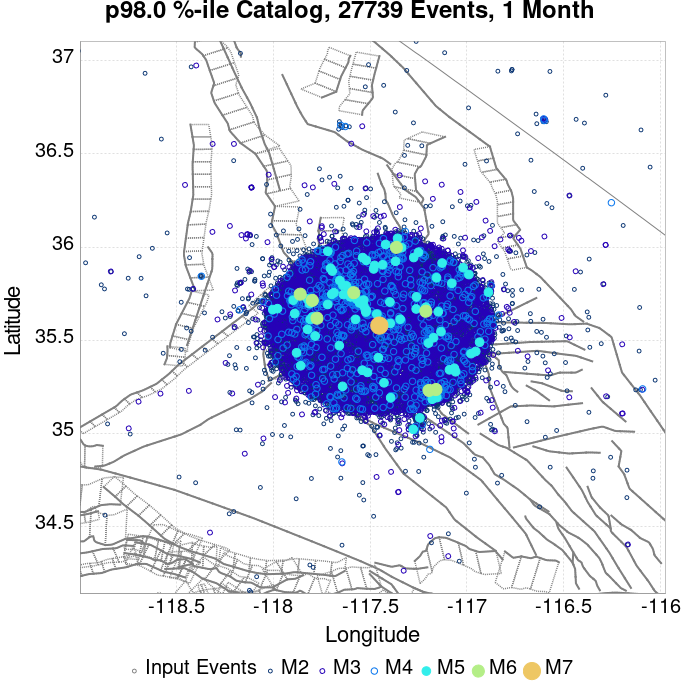 p98.0 %-ile Catalog, 27739 Events, 1 Month
37
36.5
36
35.5
35
34.5
Latitude
-118.5 -118 -117.5 -117 -116.5 -116
Longitude
Input Events M2 M3 M4 M5 M6 M7